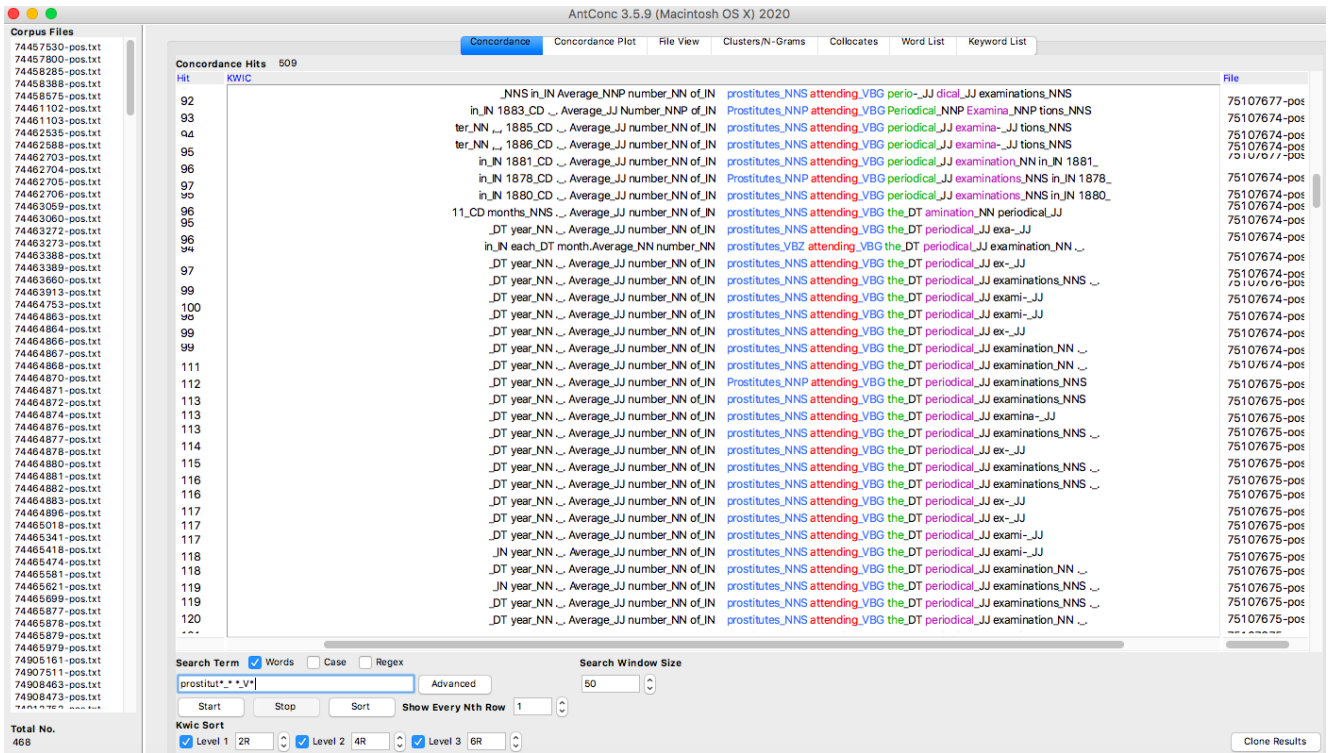 AntConc 3.5.9 (Macintosh OS X) 2020
Corpus Files
74457530-pos.txt
74457800-pos.txt
74458285-pos.txt
74458388-pos.txt
74458575-pos.txt
74461102-pos.txt
74461103-pos.txt
74462535-pos.txt
74462588-pos.txt
74462703-pos.txt
74462704-pos.txt
74462705-pos.txt
74462706-pos.txt
74463059-pos.txt
74463060-pos.txt
74463272-pos.txt
74463273-pos.txt
74463388-pos.txt
74463389-pos.txt
74463660-pos.txt
74463913-pos.txt
74464753-pos.txt
74464863-pos.txt
74464864-pos.txt
74464866-pos.txt
74464867-pos.txt
74464868-pos.txt
74464870-pos.txt
74464871-pos.txt
74464872-pos.txt
74464874-pos.txt
74464876-pos.txt
74464877-pos.txt
74464878-pos.txt
74464880-pos.txt
74464881-pos.txt
74464882-pos.txt
74464883-pos.txt
74464896-pos.txt
74465018-pos.txt
74465341-pos.txt
74465418-pos.txt
74465474-pos.txt
74465581-pos.txt
74465621-pos.txt
74465699-pos.txt
74465877-pos.txt
74465878-pos.txt
74465879-pos.txt
74465979-pos.txt
74905161-pos.txt
74907511-pos.txt
74908463-pos.txt
74908473-pos.txt
Total No.
468
Concordance Concordance Plot File View Clusters/N-Grams Collocates Word List Keyword List
Concordance Hits 509
Hit KWIC File
92 _NNS in_IN Average_NNP number_NN of_IN prostitutes_NNS attending_VBG perio-_JJ dical_JJ examinations_NNS 75107677-pos
93 in_IN 1883_CD ._. Average_JJ Number_NNP of_IN Prostitutes_NNP attending_VBG Periodical_NNP Examina_NNP tions_NNS 75107674-pos
94 ter_NN ,_, 1885_CD ._. Average_JJ number_NN of_IN Prostitutes_NNS attending_VBG periodical_JJ examina-_JJ tions_NNS 75107674-pos
95 ter_NN ,_, 1886_CD ._. Average_JJ number_NN of_IN Prostitutes_NNS attending_VBG periodical_JJ examina-_JJ tions_NNS 75107674-pos
96 in_IN 1881_CD ._. Average_JJ number_NN of_IN prostitutes_NNS attending_VBG periodical_JJ examination_NN in_IN 1881_ 75107677-pos
97 in_IN 1878_CD ._. Average_JJ number_NN of_IN Prostitutes_NNP attending_VBG periodical_JJ examinations_NNS in_IN 1878_ 75107674-pos
95 in_IN 1880_CD ._. Average_JJ number_NN of_IN prostitutes_NNS attending_VBG periodical_JJ examinations_NNS in_IN 1880_ 75107674-pos
96 11_CD months_NNS ._. Average_JJ number_NN of_IN prostitutes_NNS attending_VBG the_DT amination_NN periodical_JJ 75107674-pos
95 _DT year_NN ._. Average_JJ number_NN of_IN prostitutes_NNS attending_VBG the_DT periodical_JJ exa-_JJ 75107674-pos
96 in_IN each_DT month.Average_NN number_NN prostitutes_VBZ attending_VBG the_DT periodical_JJ examination_NN ._. 75107674-pos
94 _DT year_NN ._. Average_JJ number_NN of_IN prostitutes_NNS attending_VBG the_DT periodical_JJ ex-_JJ 75107674-pos
97 _DT year_NN ._. Average_JJ number_NN of_IN prostitutes_NNS attending_VBG the_DT periodical_JJ examinations_NNS ._. 75107674-pos
99 _DT year_NN ._. Average_JJ number_NN of_IN prostitutes_NNS attending_VBG the_DT periodical_JJ exami-_JJ 75107676-pos
100 _DT year_NN ._. Average_JJ number_NN of_IN prostitutes_NNS attending_VBG the_DT periodical_JJ exami-_JJ 75107674-pos
98 _DT year_NN ._. Average_JJ number_NN of_IN prostitutes_NNS attending_VBG the_DT periodical_JJ ex-_JJ 75107674-pos
99 _DT year_NN ._. Average_JJ number_NN of_IN prostitutes_NNS attending_VBG the_DT periodical_JJ examination_NN ._. 75107674-pos
99 _DT year_NN ._. Average_JJ number_NN of_IN prostitutes_NNS attending_VBG the_DT periodical_JJ examination_NN ._. 75107674-pos
111 75107674-pos
112 _DT year_NN ._. Average_JJ number_NN of_IN Prostitutes_NNP attending_VBG the_DT periodical_JJ examinations_NNS 75107675-pos
113 _DT year_NN ._. Average_JJ number_NN of_IN prostitutes_NNS attending_VBG the_DT periodical_JJ examinations_NNS 75107675-pos
113 _DT year_NN ._. Average_JJ number_NN of_IN prostitutes_NNS attending_VBG the_DT periodical_JJ examina-_JJ 75107675-pos
113 _DT year_NN ._. Average_JJ number_NN of_IN prostitutes_NNS attending_VBG the_DT periodical_JJ examinations_NNS ._. 75107675-pos
114 _DT year_NN ._. Average_JJ number_NN of_IN prostitutes_NNS attending_VBG the_DT periodical_JJ ex-_JJ 75107675-pos
115 _DT year_NN ._. Average_JJ number_NN of_IN prostitutes_NNS attending_VBG the_DT periodical_JJ examinations_NNS ._. 75107675-pos
116 _DT year_NN ._. Average_JJ number_NN of_IN prostitutes_NNS attending_VBG the_DT periodical_JJ examinations_NNS ._. 75107675-pos
116 _DT year_NN ._. Average_JJ number_NN of_IN prostitutes_NNS attending_VBG the_DT periodical_JJ ex-_JJ 75107675-pos
117 _DT year_NN ._. Average_JJ number_NN of_IN prostitutes_NNS attending_VBG the_DT periodical_JJ ex-_JJ 75107675-pos
117 _DT year_NN ._. Average_JJ number_NN of_IN prostitutes_NNS attending_VBG the_DT periodical_JJ exami-_JJ 75107675-pos
117 _IN year_NN ._. Average_JJ number_NN of_IN prostitutes_NNS attending_VBG the_DT periodical_JJ exami-_JJ 75107675-pos
118 _DT year_NN ._. Average_JJ number_NN of_IN prostitutes_NNS attending_VBG the_DT periodical_JJ examination_NN ._. 75107675-pos
118 _IN year_NN ._. Average_JJ number_NN of_IN prostitutes_NNS attending_VBG the_DT periodical_JJ examinations_NNS ._. 75107675-pos
119 _DT year_NN ._. Average_JJ number_NN of_IN prostitutes_NNS attending_VBG the_DT periodical_JJ examinations_NNS ._. 75107675-pos
119 75107675-pos
120 _DT year_NN ._. Average_JJ number_NN of_IN prostitutes_NNS attending_VBG the_DT periodical_JJ examination_NN ._. 75107675-pos
Search Term Words Case Regex Search Window Size
prostitut*_* *_V* Advanced 50
Start Stop Sort Show Every Nth Row 1
Kwic Sort
Level 1 2R Level 2 4R Level 3 6R Clone Results